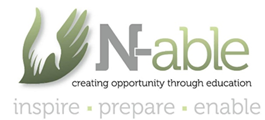 N-able
creating opportunity through education
inspire ▪ prepare ▪ enable